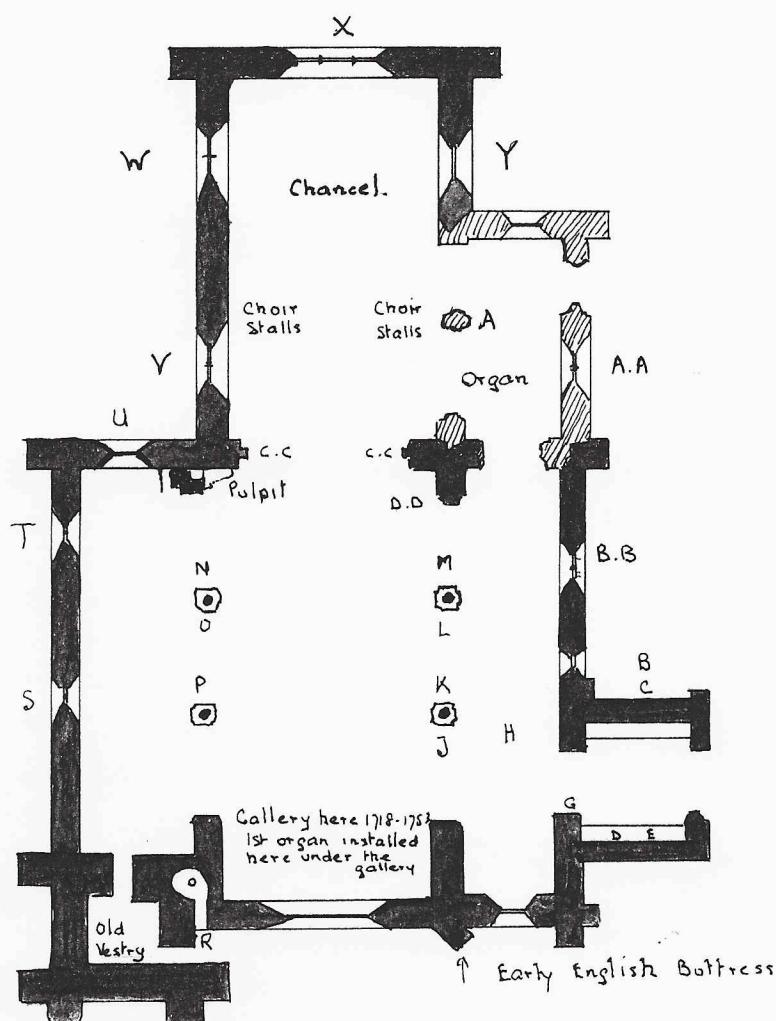 X
W
Y
Chancel.
Choir
Stalls
Choir
Stalls
A
V
Organ
A.A
U
C.C
C.C
Pulpit
D.D
T
B.B
N
M
O
L
B
S
P
K
C
H
J
G
Gallery here 1718-1753
1st organ installed
here under the
gallery
D E
Old
Vestry
R
↑ Early English Buttress